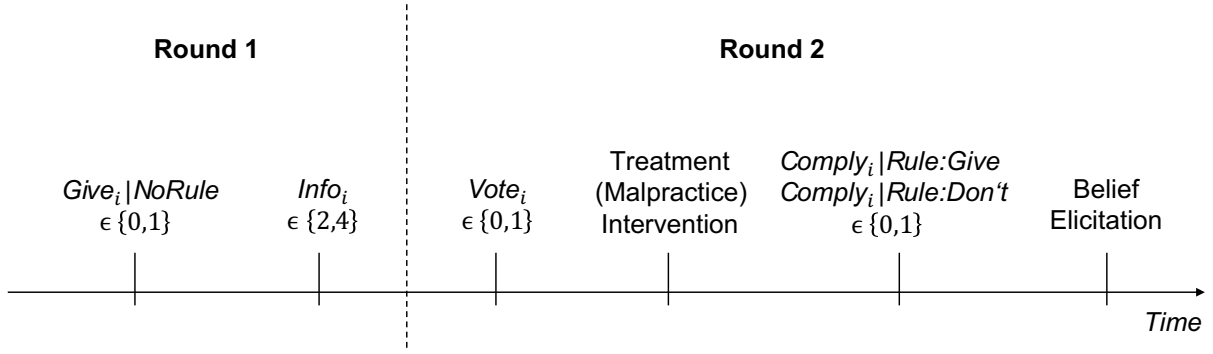 Round 1
Round 2
Give_i|NoRule
ϵ {0,1}
Info_i
ϵ {2,4}
Vote_i
ϵ {0,1}
Treatment
(Malpractice)
Intervention
Comply_i|Rule:Give
Comply_i|Rule:Don‘t
ϵ {0,1}
Belief
Elicitation
Time